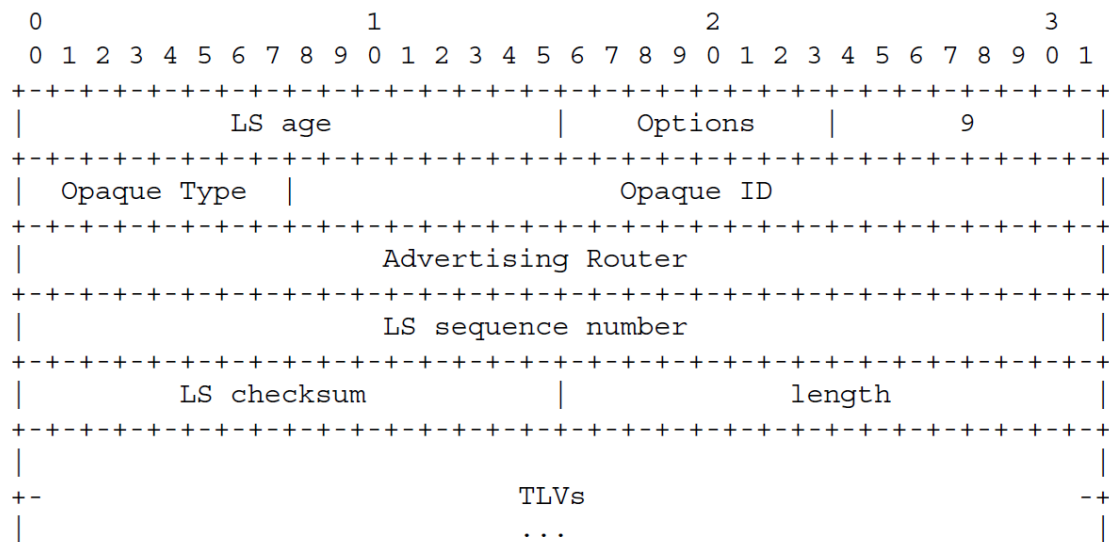 0                   1                   2                   3
 0 1 2 3 4 5 6 7 8 9 0 1 2 3 4 5 6 7 8 9 0 1 2 3 4 5 6 7 8 9 0 1
+-+-+-+-+-+-+-+-+-+-+-+-+-+-+-+-+-+-+-+-+-+-+-+-+-+-+-+-+-+-+-+-+
|            LS age             |    Options    |       9       |
+-+-+-+-+-+-+-+-+-+-+-+-+-+-+-+-+-+-+-+-+-+-+-+-+-+-+-+-+-+-+-+-+
|  Opaque Type  |                   Opaque ID                   |
+-+-+-+-+-+-+-+-+-+-+-+-+-+-+-+-+-+-+-+-+-+-+-+-+-+-+-+-+-+-+-+-+
|                     Advertising Router                        |
+-+-+-+-+-+-+-+-+-+-+-+-+-+-+-+-+-+-+-+-+-+-+-+-+-+-+-+-+-+-+-+-+
|                     LS sequence number                        |
+-+-+-+-+-+-+-+-+-+-+-+-+-+-+-+-+-+-+-+-+-+-+-+-+-+-+-+-+-+-+-+-+
|         LS checksum           |             length            |
+-+-+-+-+-+-+-+-+-+-+-+-+-+-+-+-+-+-+-+-+-+-+-+-+-+-+-+-+-+-+-+-+
|                                                               |
+-                            TLVs                             -+
|                             ...                               |